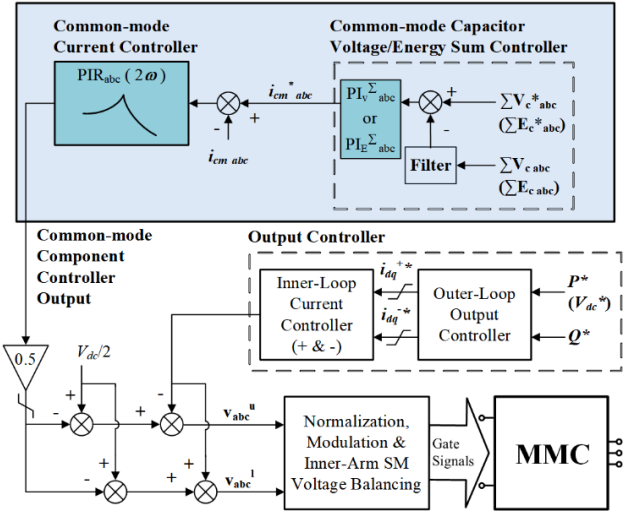 Common-mode
Current Controller
Common-mode Capacitor
Voltage/Energy Sum Controller
PIRabc ( 2ω )
i*cm abc
+
-
icm abc
PIvΣabc
or
PIEΣabc
+
-
∑Vc*abc
(∑Ec*abc)
Filter
∑Vc abc
(∑Ec abc)
Common-mode
Component
Controller
Output
Output Controller
Inner-Loop
Current
Controller
(+ & -)
idq+*
idq-*
Outer-Loop
Output
Controller
P*
(Vdc*)
Q*
0.5
Vdc/2
+
-
+
-
vabcu
+
-
+
+
vabcl
Normalization,
Modulation &
Inner-Arm SM
Voltage Balancing
Gate
Signals
MMC